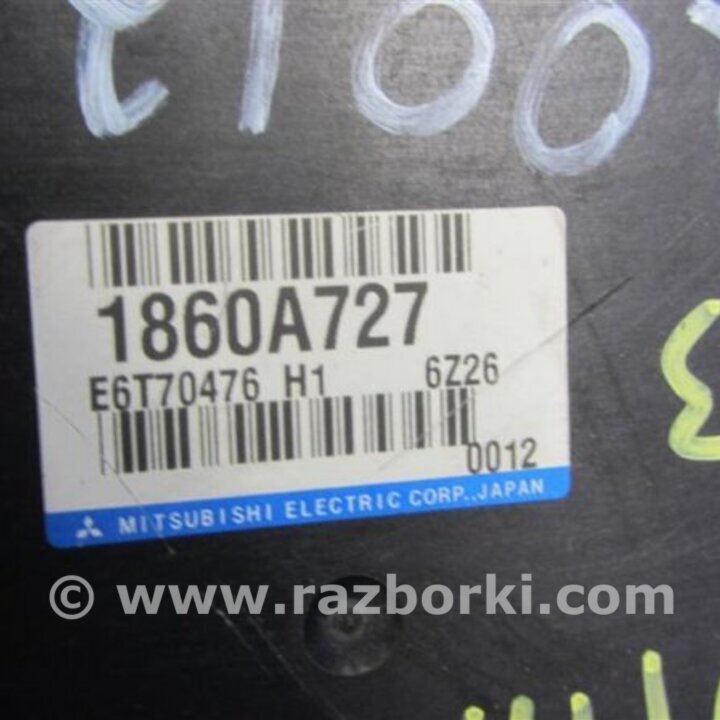 1860A727
E6T70476 H1 6Z26
0012
MITSUBISHI ELECTRIC CORP.,JAPAN
© www.razborki.com